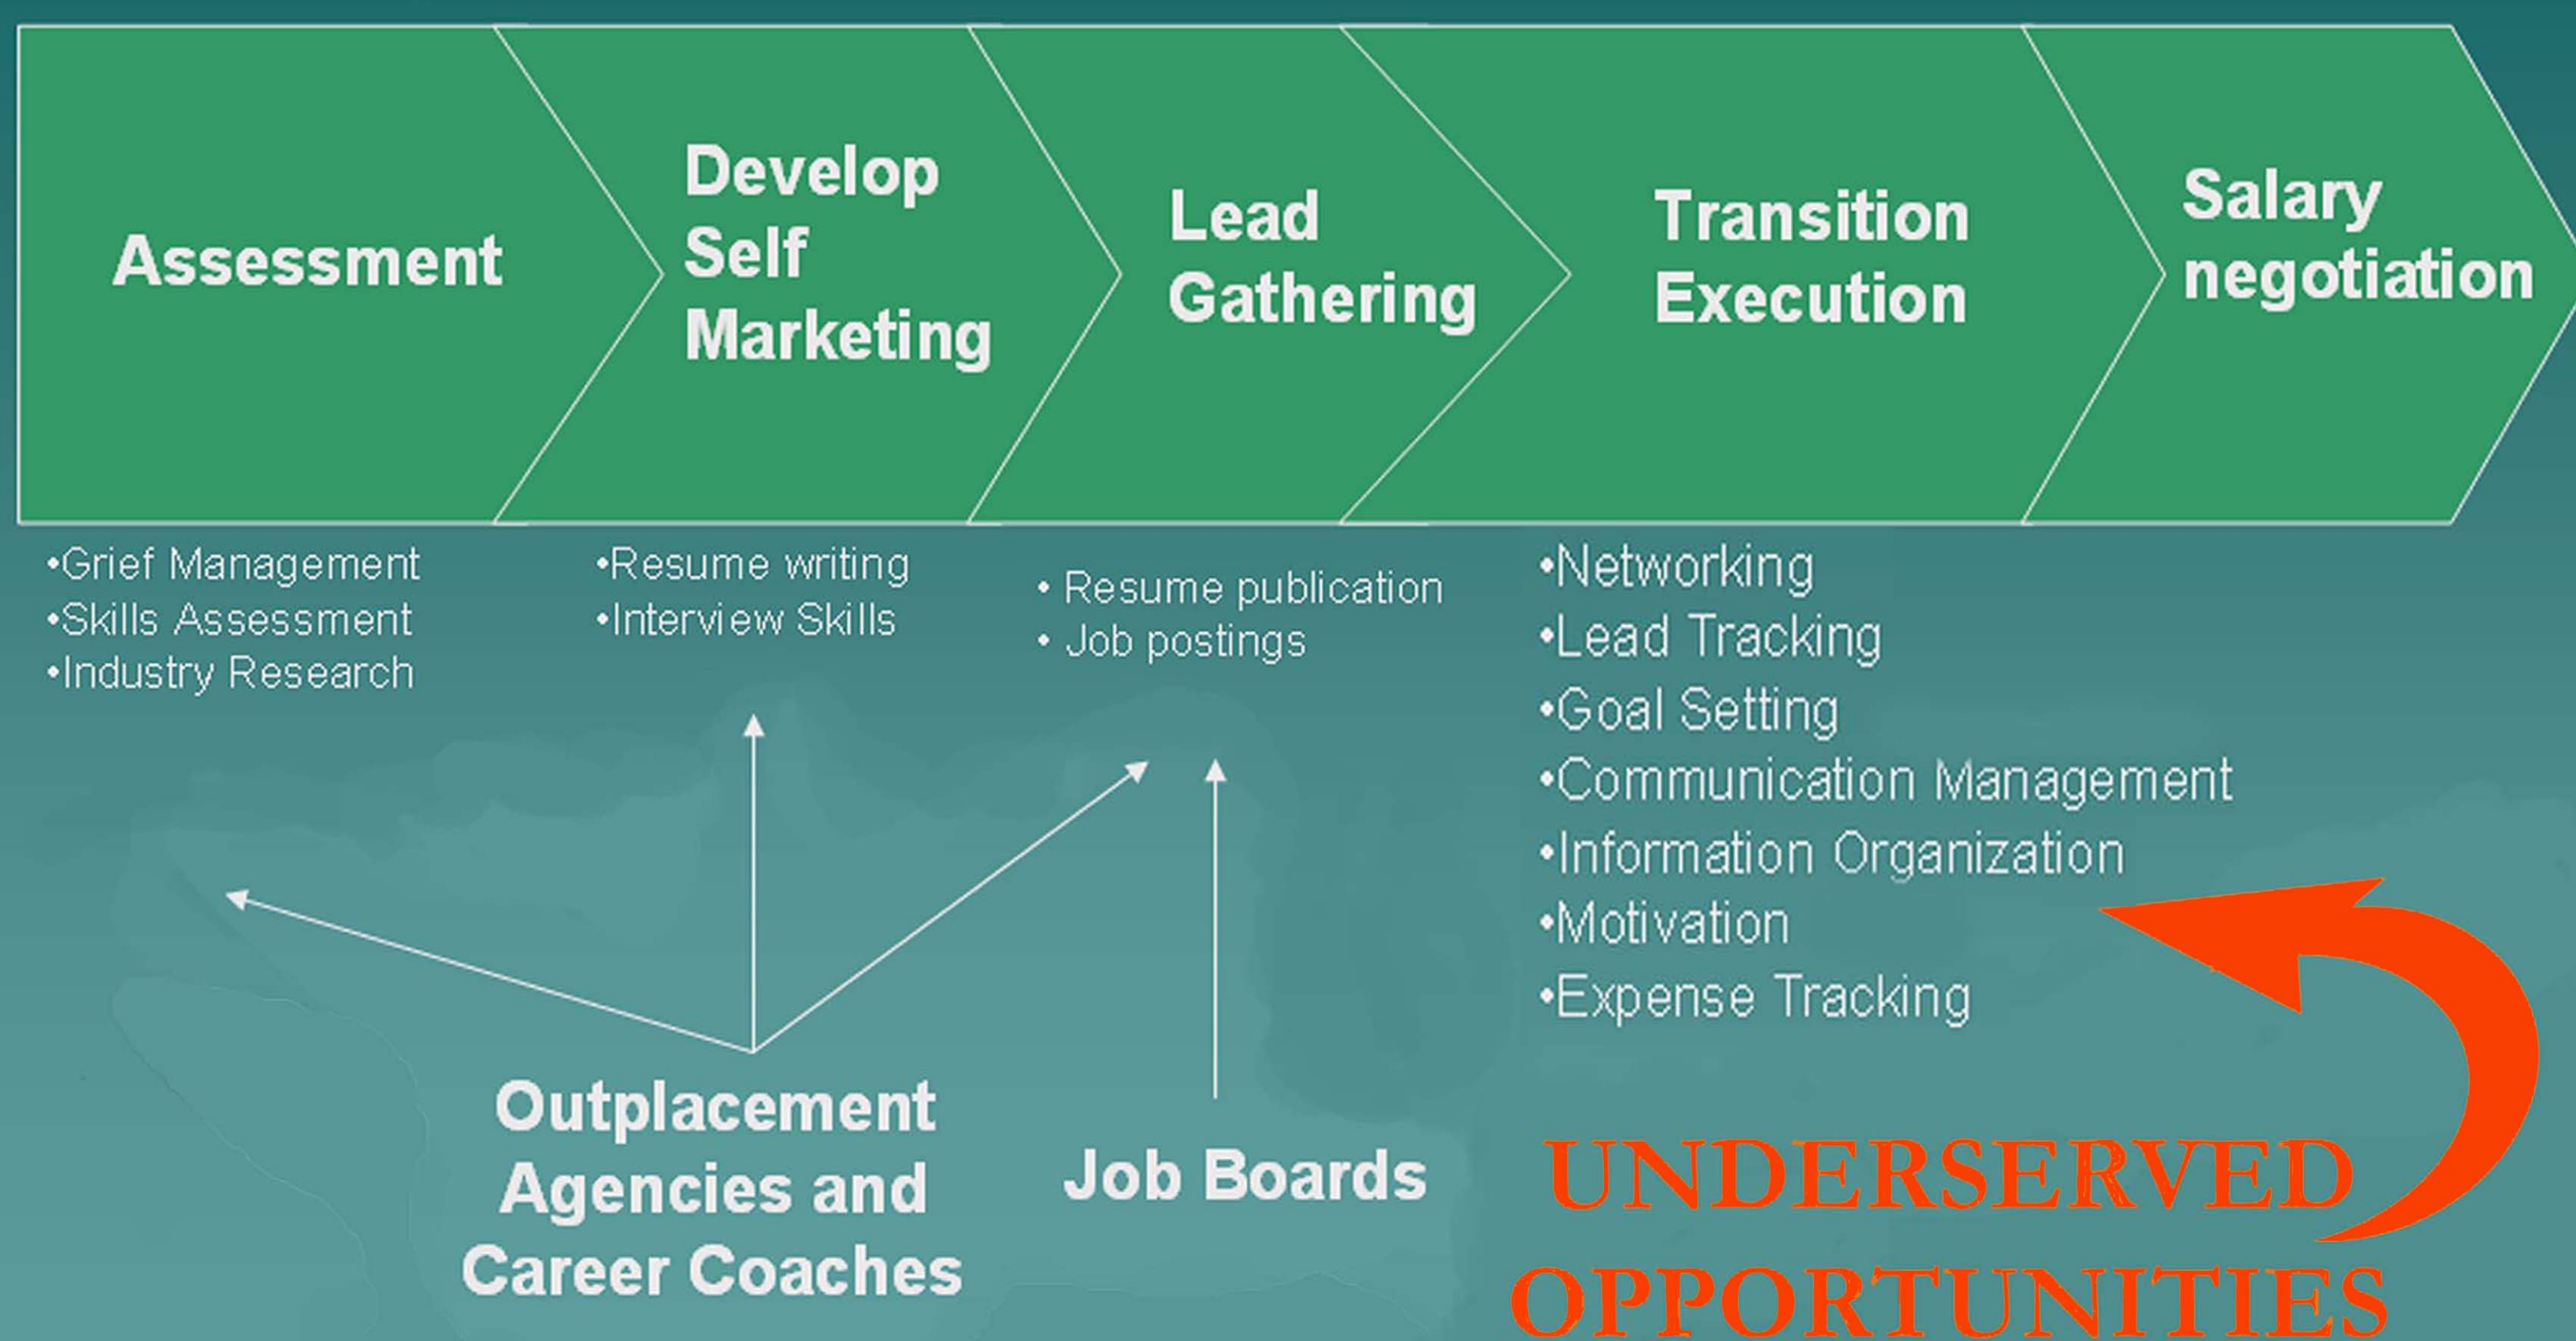 Assessment
Develop
Self
Marketing
Lead
Gathering
Transition
Execution
Salary
negotiation
•Grief Management
•Skills Assessment
•Industry Research
•Resume writing
•Interview Skills
• Resume publication
• Job postings
•Networking
•Lead Tracking
•Goal Setting
•Communication Management
•Information Organization
•Motivation
•Expense Tracking
Outplacement
Agencies and
Career Coaches
Job Boards
UNDERSERVED
OPPORTUNITIES